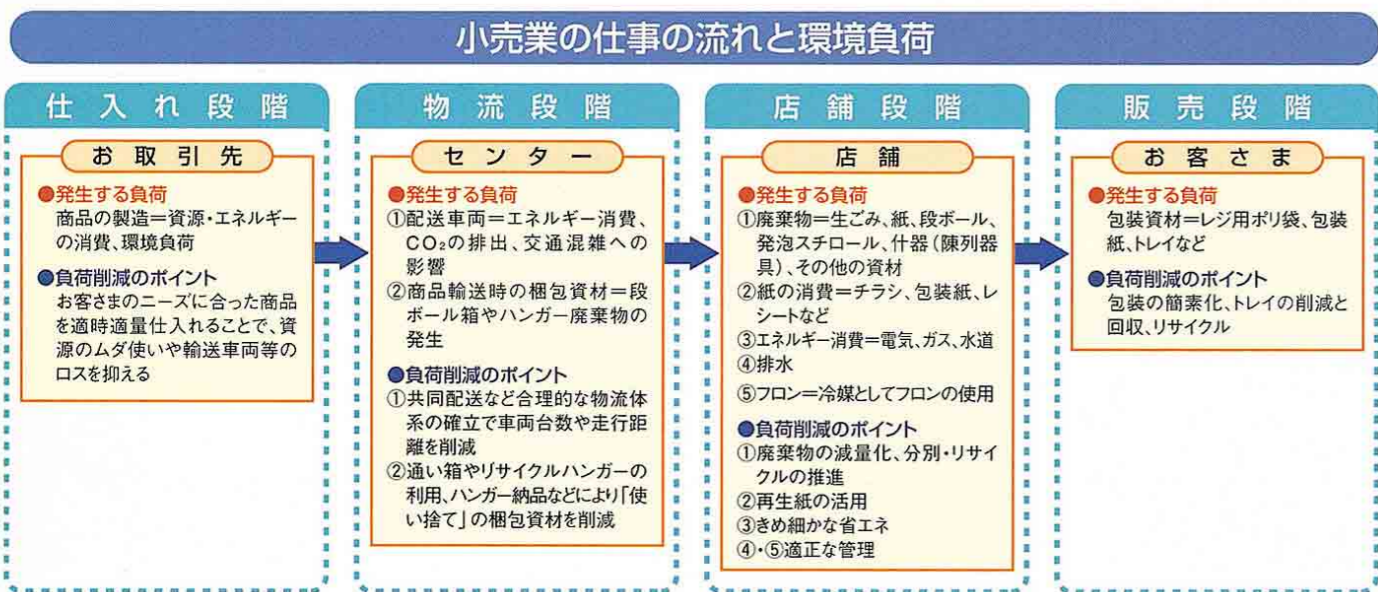 小売業の仕事の流れと環境負荷
仕入れ段階
お取引先
●発生する負荷
商品の製造＝資源・エネルギー
の消費、環境負荷
●負荷削減のポイント
お客さまのニーズに合った商品
を適時適量仕入れることで、資
源のムダ使いや輸送車両等の
ロスを抑える
物流段階
センター
●発生する負荷
①配送車両＝エネルギー消費、
CO₂の排出、交通混雑への
影響
②商品輸送時の梱包資材＝段
ボール箱やハンガー廃棄物の
発生
●負荷削減のポイント
①共同配送など合理的な物流体
系の確立で車両台数や走行距
離を削減
②通い箱やリサイクルハンガーの
利用、ハンガー納品などにより「使
い捨て」の梱包資材を削減
店舗段階
店舗
●発生する負荷
①廃棄物＝生ごみ、紙、段ボール、
発泡スチロール、什器（陳列器
具）、その他の資材
②紙の消費＝チラシ、包装紙、レ
シートなど
③エネルギー消費＝電気、ガス、水道
④排水
⑤フロン＝冷媒としてフロンの使用
●負荷削減のポイント
①廃棄物の減量化、分別・リサイ
クルの推進
②再生紙の活用
③きめ細かな省エネ
④・⑤適正な管理
販売段階
お客さま
●発生する負荷
包装資材＝レジ用ポリ袋、包装
紙、トレイなど
●負荷削減のポイント
包装の簡素化、トレイの削減と
回収、リサイクル